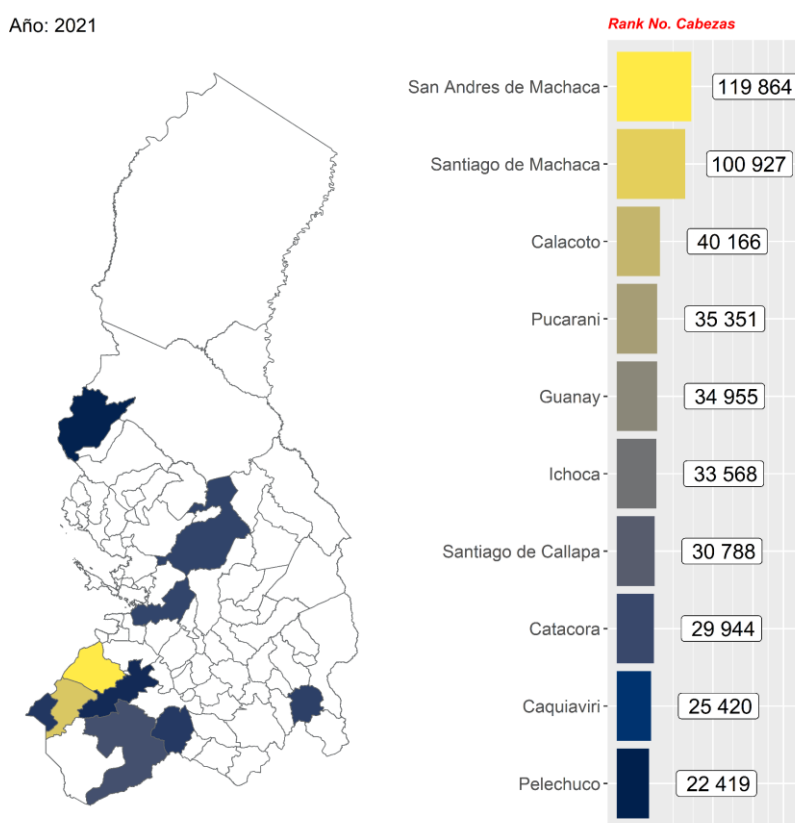 Año: 2021
Rank No. Cabezas
San Andres de Machaca 119 864
Santiago de Machaca 100 927
Calacoto 40 166
Pucarani 35 351
Guanay 34 955
Ichoca 33 568
Santiago de Callapa 30 788
Catacora 29 944
Caquiaviri 25 420
Pelechuco 22 419